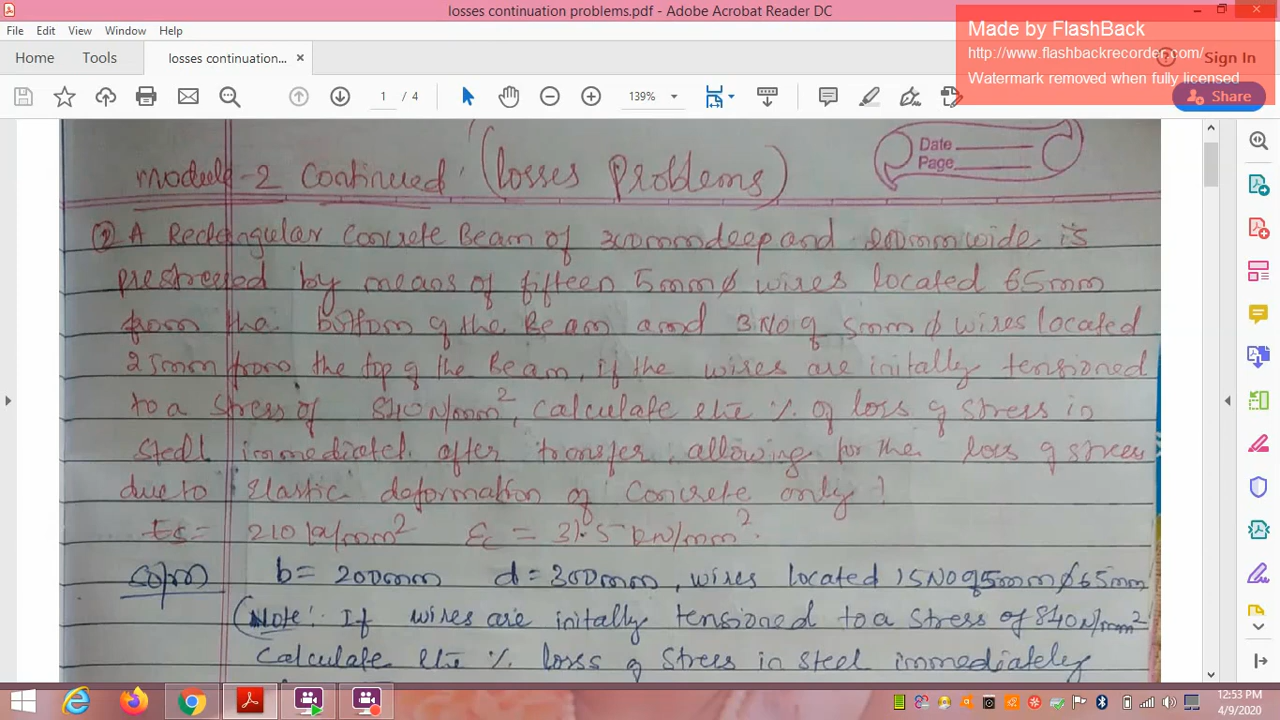 losses continuation problems.pdf - Adobe Acrobat Reader DC
Made by FlashBack
http://www.flashbackrecorder.com/
Watermark removed when fully licensed
File Edit View Window Help
Home Tools losses continuation... × Sign In
1 / 4 139% Share
Date
Page
Module-2 Continued (Losses Problems)
② A Rectangular Concrete Beam of 300mm deep and 200mm wide is
prestressed by means of fifteen 5mm φ wires located 65mm
from the bottom of the Beam and 3No of 5mm φ wires located
25mm from the top of the Beam, if the wires are initally tensioned
to a stress of 840N/mm², Calculate the % of loss of stress in
steel immediatel. after transfer, allowing for the loss of stress
due to Elastic deformation of Concrete only?
Es = 210 kN/mm² Ec = 31.5 kN/mm².
Soln b = 200mm d = 300mm, wires located 15No of 5mm φ 65mm
(Note: If wires are initally tensioned to a stress of 840N/mm²
Calculate the % loss of stress in steel immediately
12:53 PM
4/9/2020